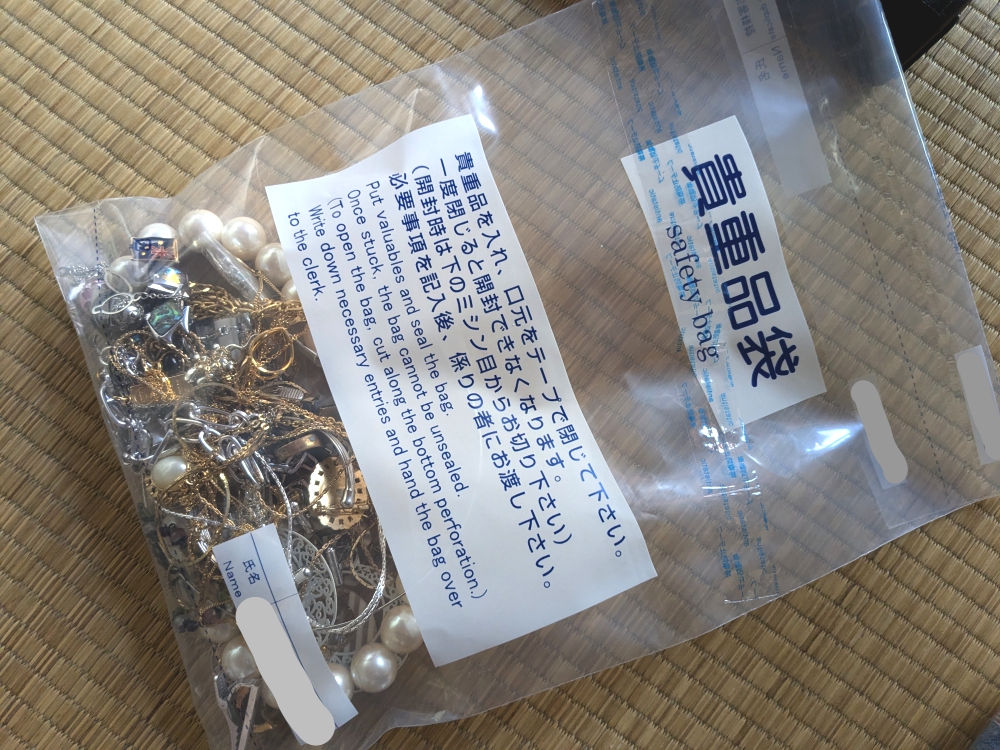 貴重品袋
safety bag
貴重品を入れ、口元をテープで閉じて下さい。
一度閉じると開封できなくなります。
(開封時は下のミシン目からお切り下さい)
必要事項を記入後、係りの者にお渡し下さい。
Put valuables and seal the bag.
Once stuck, the bag cannot be unsealed.
(To open the bag, cut along the bottom perforation.)
Write down necessary entries and hand the bag over
to the clerk.
氏名
Name
氏名
Name